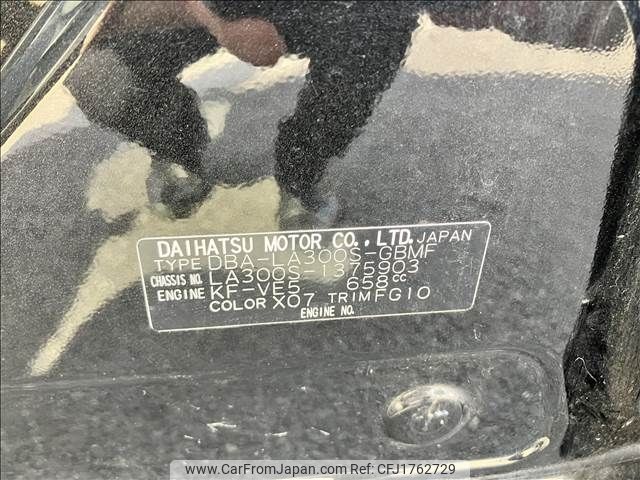 DAIHATSU MOTOR CO.,LTD. JAPAN
TYPE DBA-LA300S-GBMF
CHASSIS NO. LA300S-1375903
ENGINE KF-VE5 658cc
COLOR X07 TRIM FG10
ENGINE NO.
www.CarFromJapan.com Ref: CFJ1762729